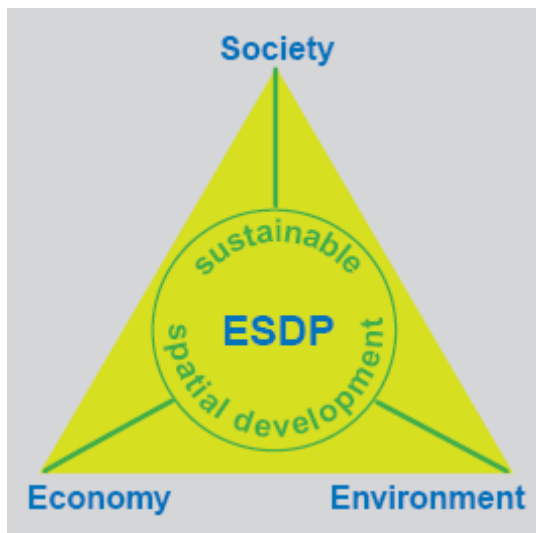 Society
sustainable
ESDP
spatial development
Economy
Environment